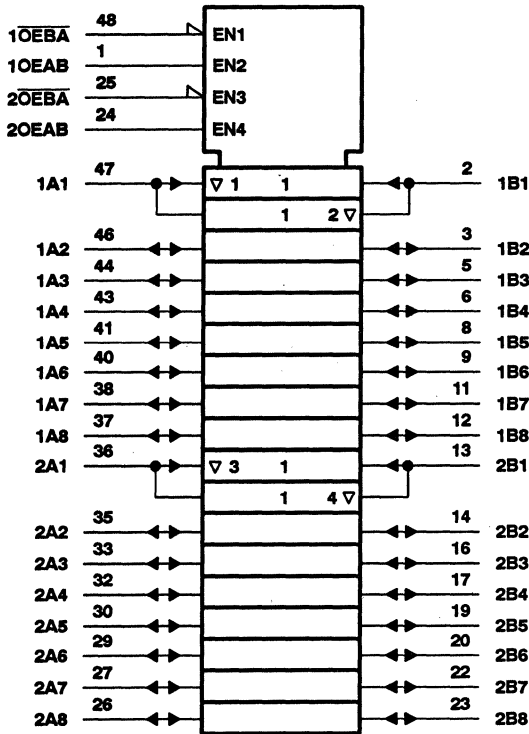 1O̅E̅B̅A̅ 48 EN1
1OEAB 1 EN2
2O̅E̅B̅A̅ 25 EN3
2OEAB 24 EN4
1A1 47 ▽ 1 1 2 1B1
1 2 ▽
1A2 46 3 1B2
1A3 44 5 1B3
1A4 43 6 1B4
1A5 41 8 1B5
1A6 40 9 1B6
1A7 38 11 1B7
1A8 37 12 1B8
2A1 36 ▽ 3 1 13 2B1
1 4 ▽
2A2 35 14 2B2
2A3 33 16 2B3
2A4 32 17 2B4
2A5 30 19 2B5
2A6 29 20 2B6
2A7 27 22 2B7
2A8 26 23 2B8